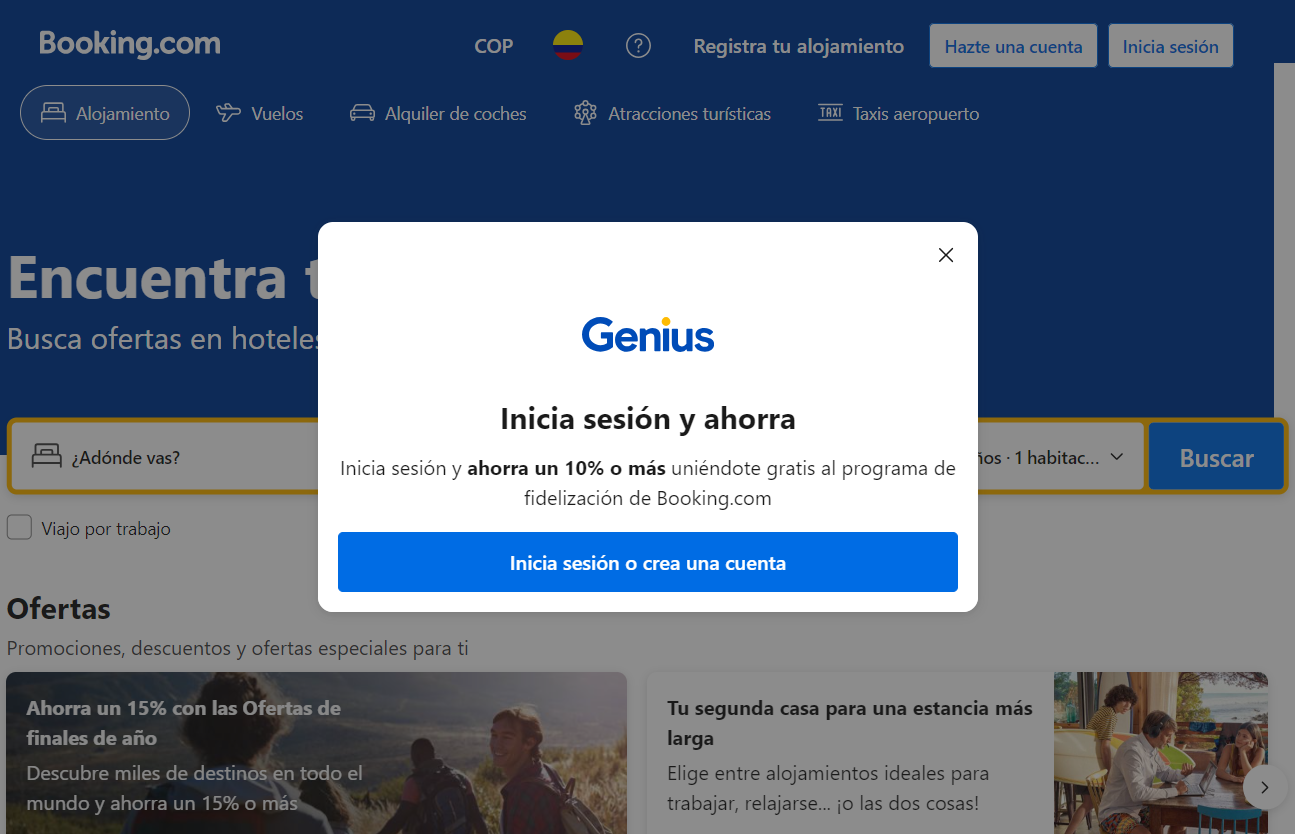 Booking.com
COP
Registra tu alojamiento
Hazte una cuenta
Inicia sesión
Alojamiento
Vuelos
Alquiler de coches
Atracciones turísticas
TAXI Taxis aeropuerto
Encuentra
Busca ofertas en hoteles
Genius
Inicia sesión y ahorra
Inicia sesión y ahorra un 10% o más uniéndote gratis al programa de
fidelización de Booking.com
Inicia sesión o crea una cuenta
¿Adónde vas?
· 1 habitac...
Buscar
Viajo por trabajo
Ofertas
Promociones, descuentos y ofertas especiales para ti
Ahorra un 15% con las Ofertas de
finales de año
Descubre miles de destinos en todo el
mundo y ahorra un 15% o más
Tu segunda casa para una estancia más
larga
Elige entre alojamientos ideales para
trabajar, relajarse... ¡o las dos cosas!